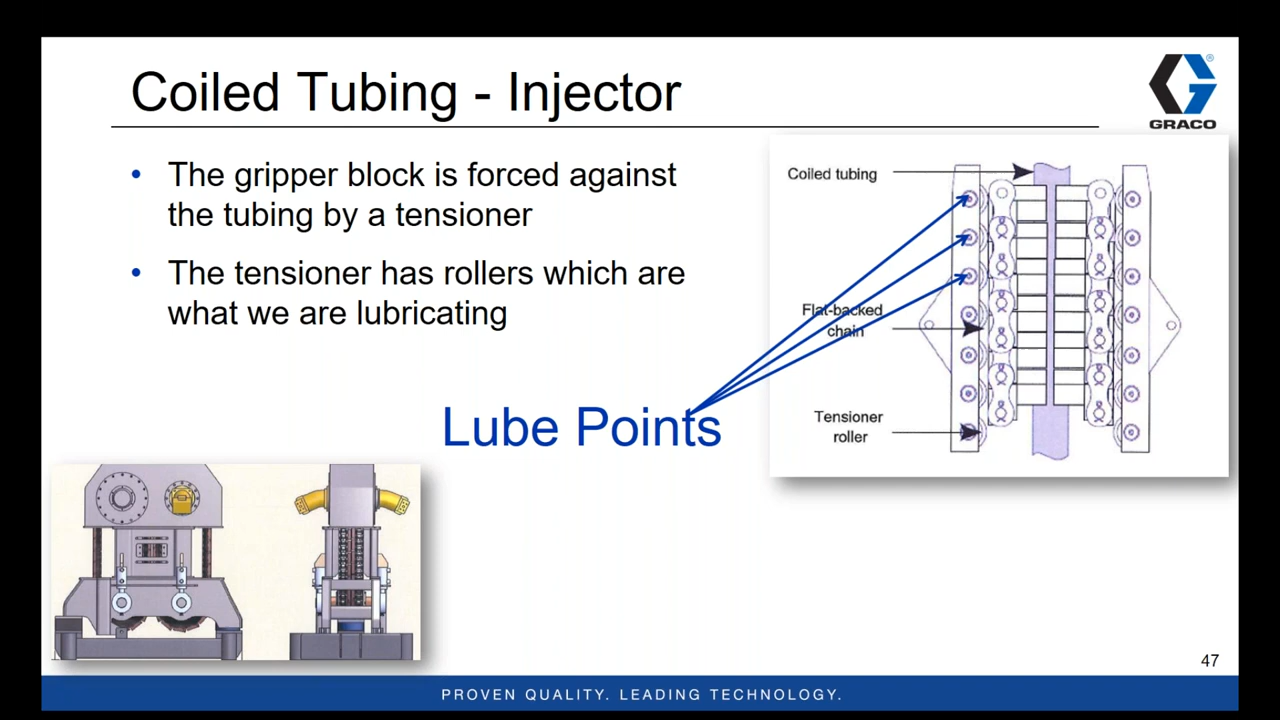 Coiled Tubing - Injector
GRACO
• The gripper block is forced against
the tubing by a tensioner
• The tensioner has rollers which are
what we are lubricating
Lube Points
Coiled tubing
Flat-backed
chain
Tensioner
roller
47
PROVEN QUALITY. LEADING TECHNOLOGY.